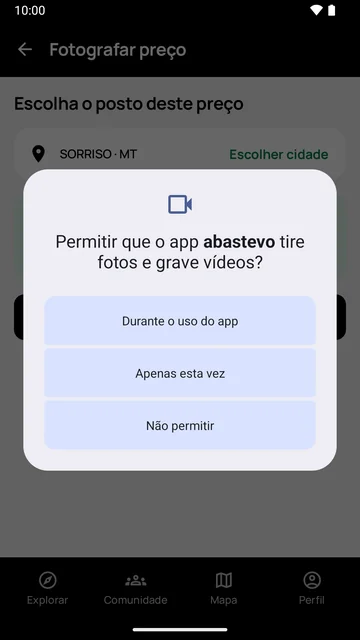 10:00
Fotografar preço
Escolha o posto deste preço
SORRISO · MT
Escolher cidade
Permitir que o app abastevo tire
fotos e grave vídeos?
Durante o uso do app
Apenas esta vez
Não permitir
Explorar
Comunidade
Mapa
Perfil